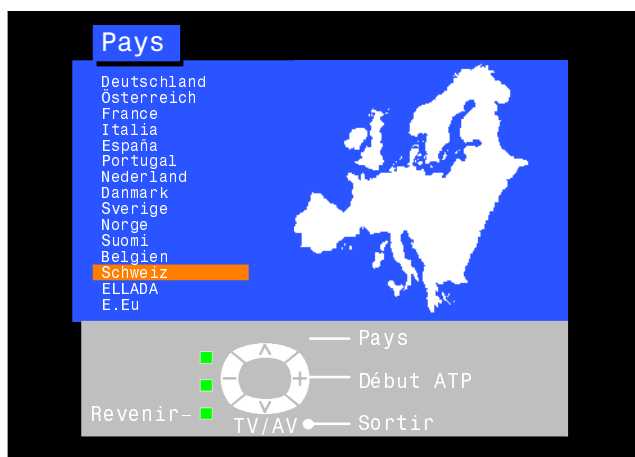 Pays
Deutschland
Österreich
France
Italia
España
Portugal
Nederland
Danmark
Sverige
Norge
Suomi
Belgien
Schweiz
ELLADA
E.Eu
Pays
Début ATP
Revenir
TV/AV
Sortir